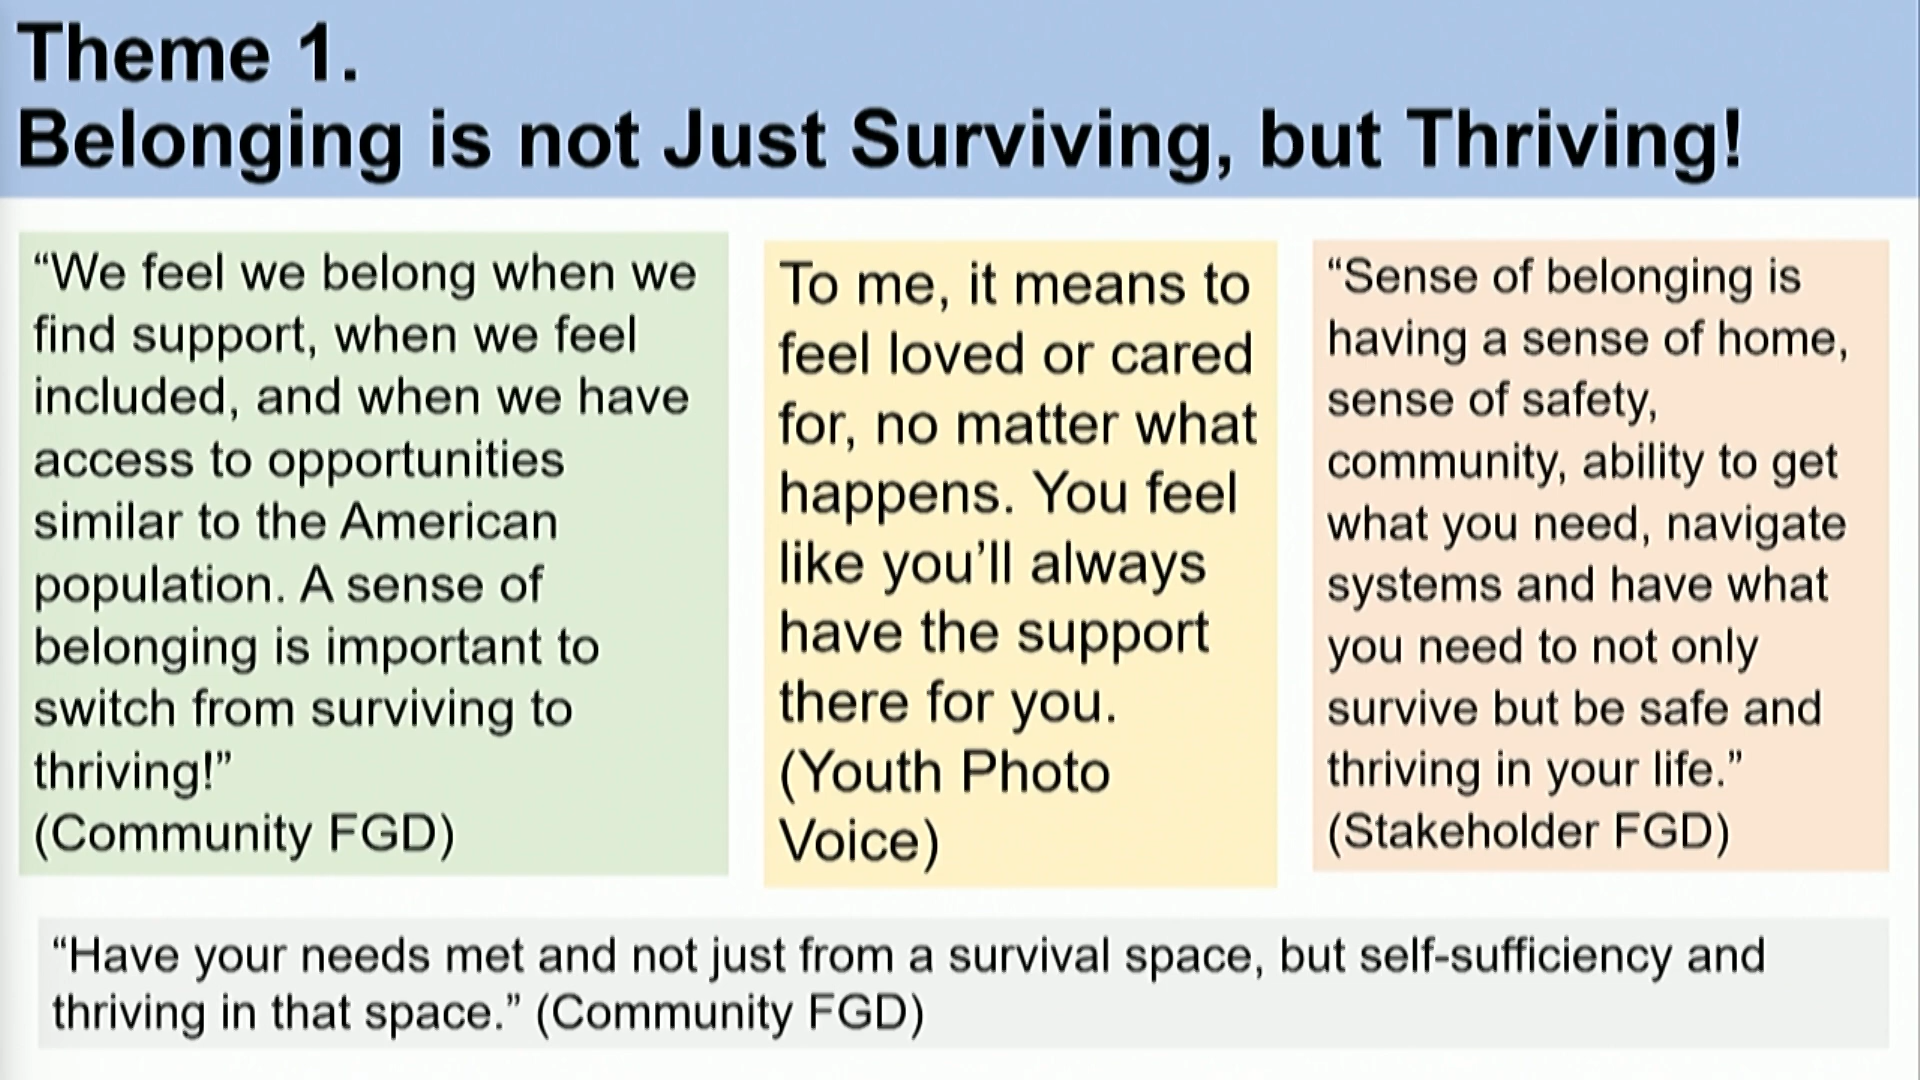 Theme 1.
Belonging is not Just Surviving, but Thriving!
“We feel we belong when we
find support, when we feel
included, and when we have
access to opportunities
similar to the American
population. A sense of
belonging is important to
switch from surviving to
thriving!”
(Community FGD)
To me, it means to
feel loved or cared
for, no matter what
happens. You feel
like you’ll always
have the support
there for you.
(Youth Photo
Voice)
“Sense of belonging is
having a sense of home,
sense of safety,
community, ability to get
what you need, navigate
systems and have what
you need to not only
survive but be safe and
thriving in your life.”
(Stakeholder FGD)
“Have your needs met and not just from a survival space, but self-sufficiency and
thriving in that space.” (Community FGD)